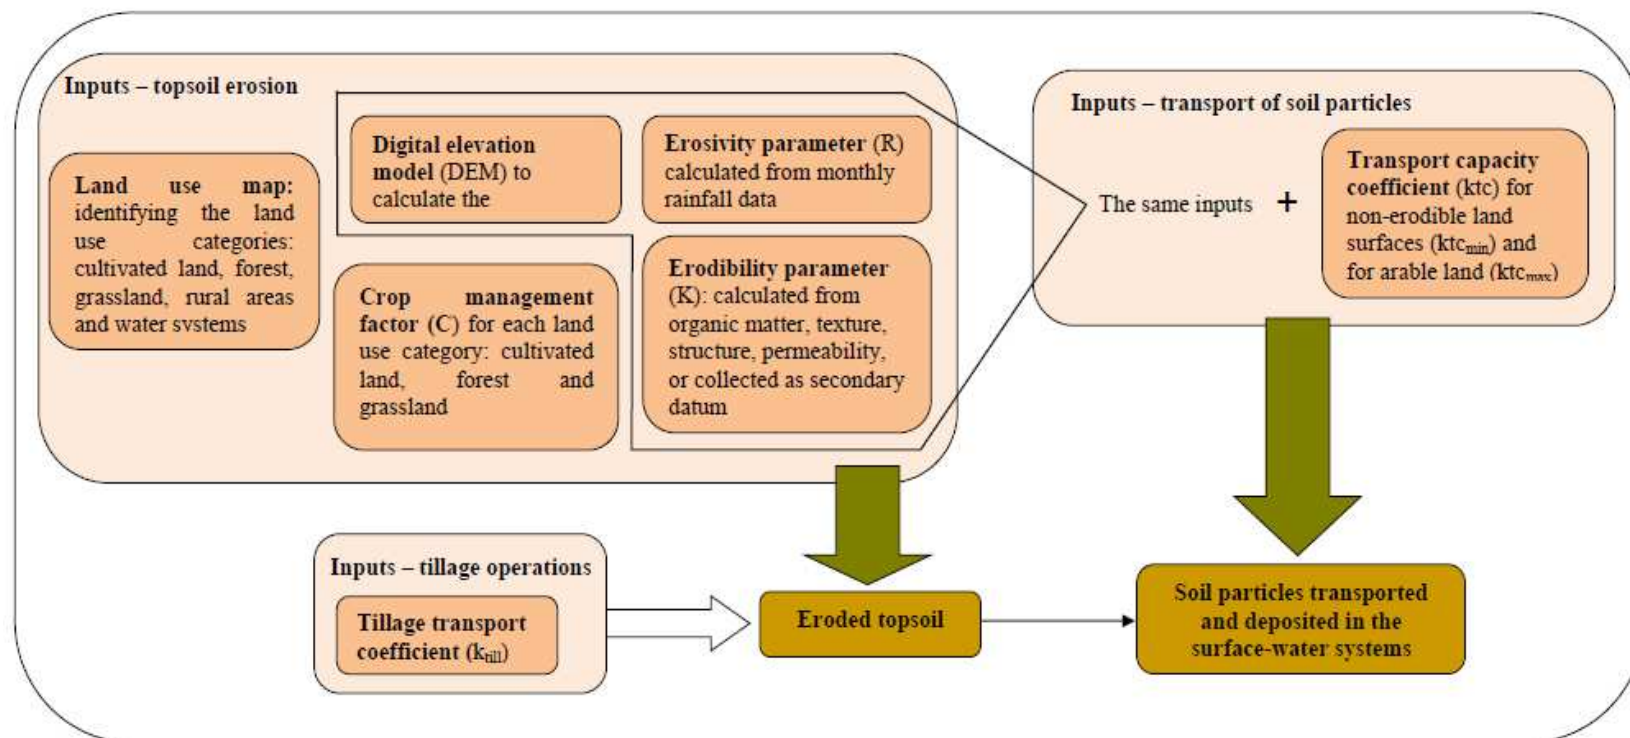 Inputs – topsoil erosion
Land use map:
identifying the land
use categories:
cultivated land, forest,
grassland, rural areas
and water systems
Digital elevation
model (DEM) to
calculate the
Erosivity parameter (R)
calculated from monthly
rainfall data
Crop management
factor (C) for each land
use category: cultivated
land, forest and
grassland
Erodibility parameter
(K): calculated from
organic matter, texture,
structure, permeability,
or collected as secondary
datum
Inputs – transport of soil particles
The same inputs +
Transport capacity
coefficient (ktc) for
non-erodible land
surfaces (ktcmin) and
for arable land (ktcmax)
Inputs – tillage operations
Tillage transport
coefficient (ktill)
Eroded topsoil
Soil particles transported
and deposited in the
surface-water systems